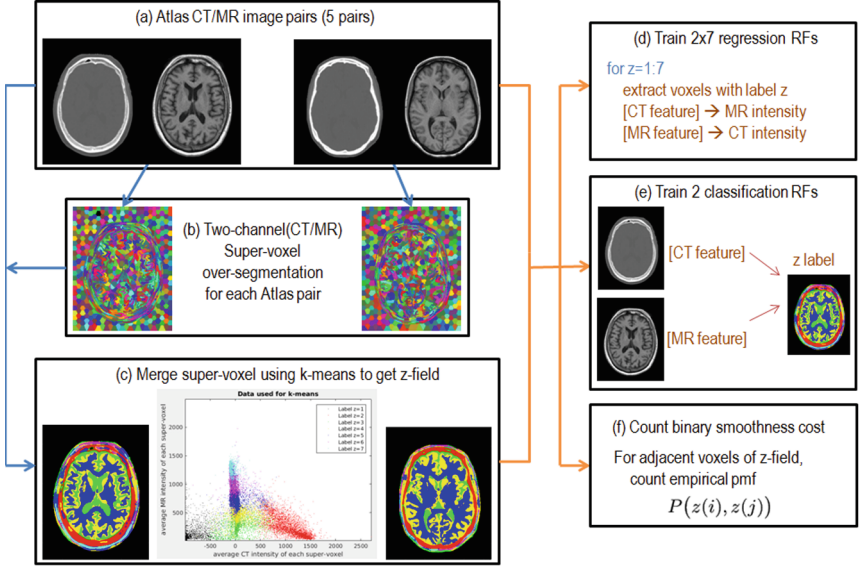 (a) Atlas CT/MR image pairs (5 pairs)
(b) Two-channel(CT/MR)
Super-voxel
over-segmentation
for each Atlas pair
(c) Merge super-voxel using k-means to get z-field
Data used for k-means
Label z=1
Label z=2
Label z=3
Label z=4
Label z=5
Label z=6
Label z=7
average MR intensity of each super-voxel
2500
2000
1500
1000
500
-500
0
500
1000
1500
2000
2500
average CT intensity of each super-voxel
(d) Train 2x7 regression RFs
for z=1:7
extract voxels with label z
[CT feature] → MR intensity
[MR feature] → CT intensity
(e) Train 2 classification RFs
[CT feature]
z label
[MR feature]
(f) Count binary smoothness cost
For adjacent voxels of z-field,
count empirical pmf
P(z(i), z(j))